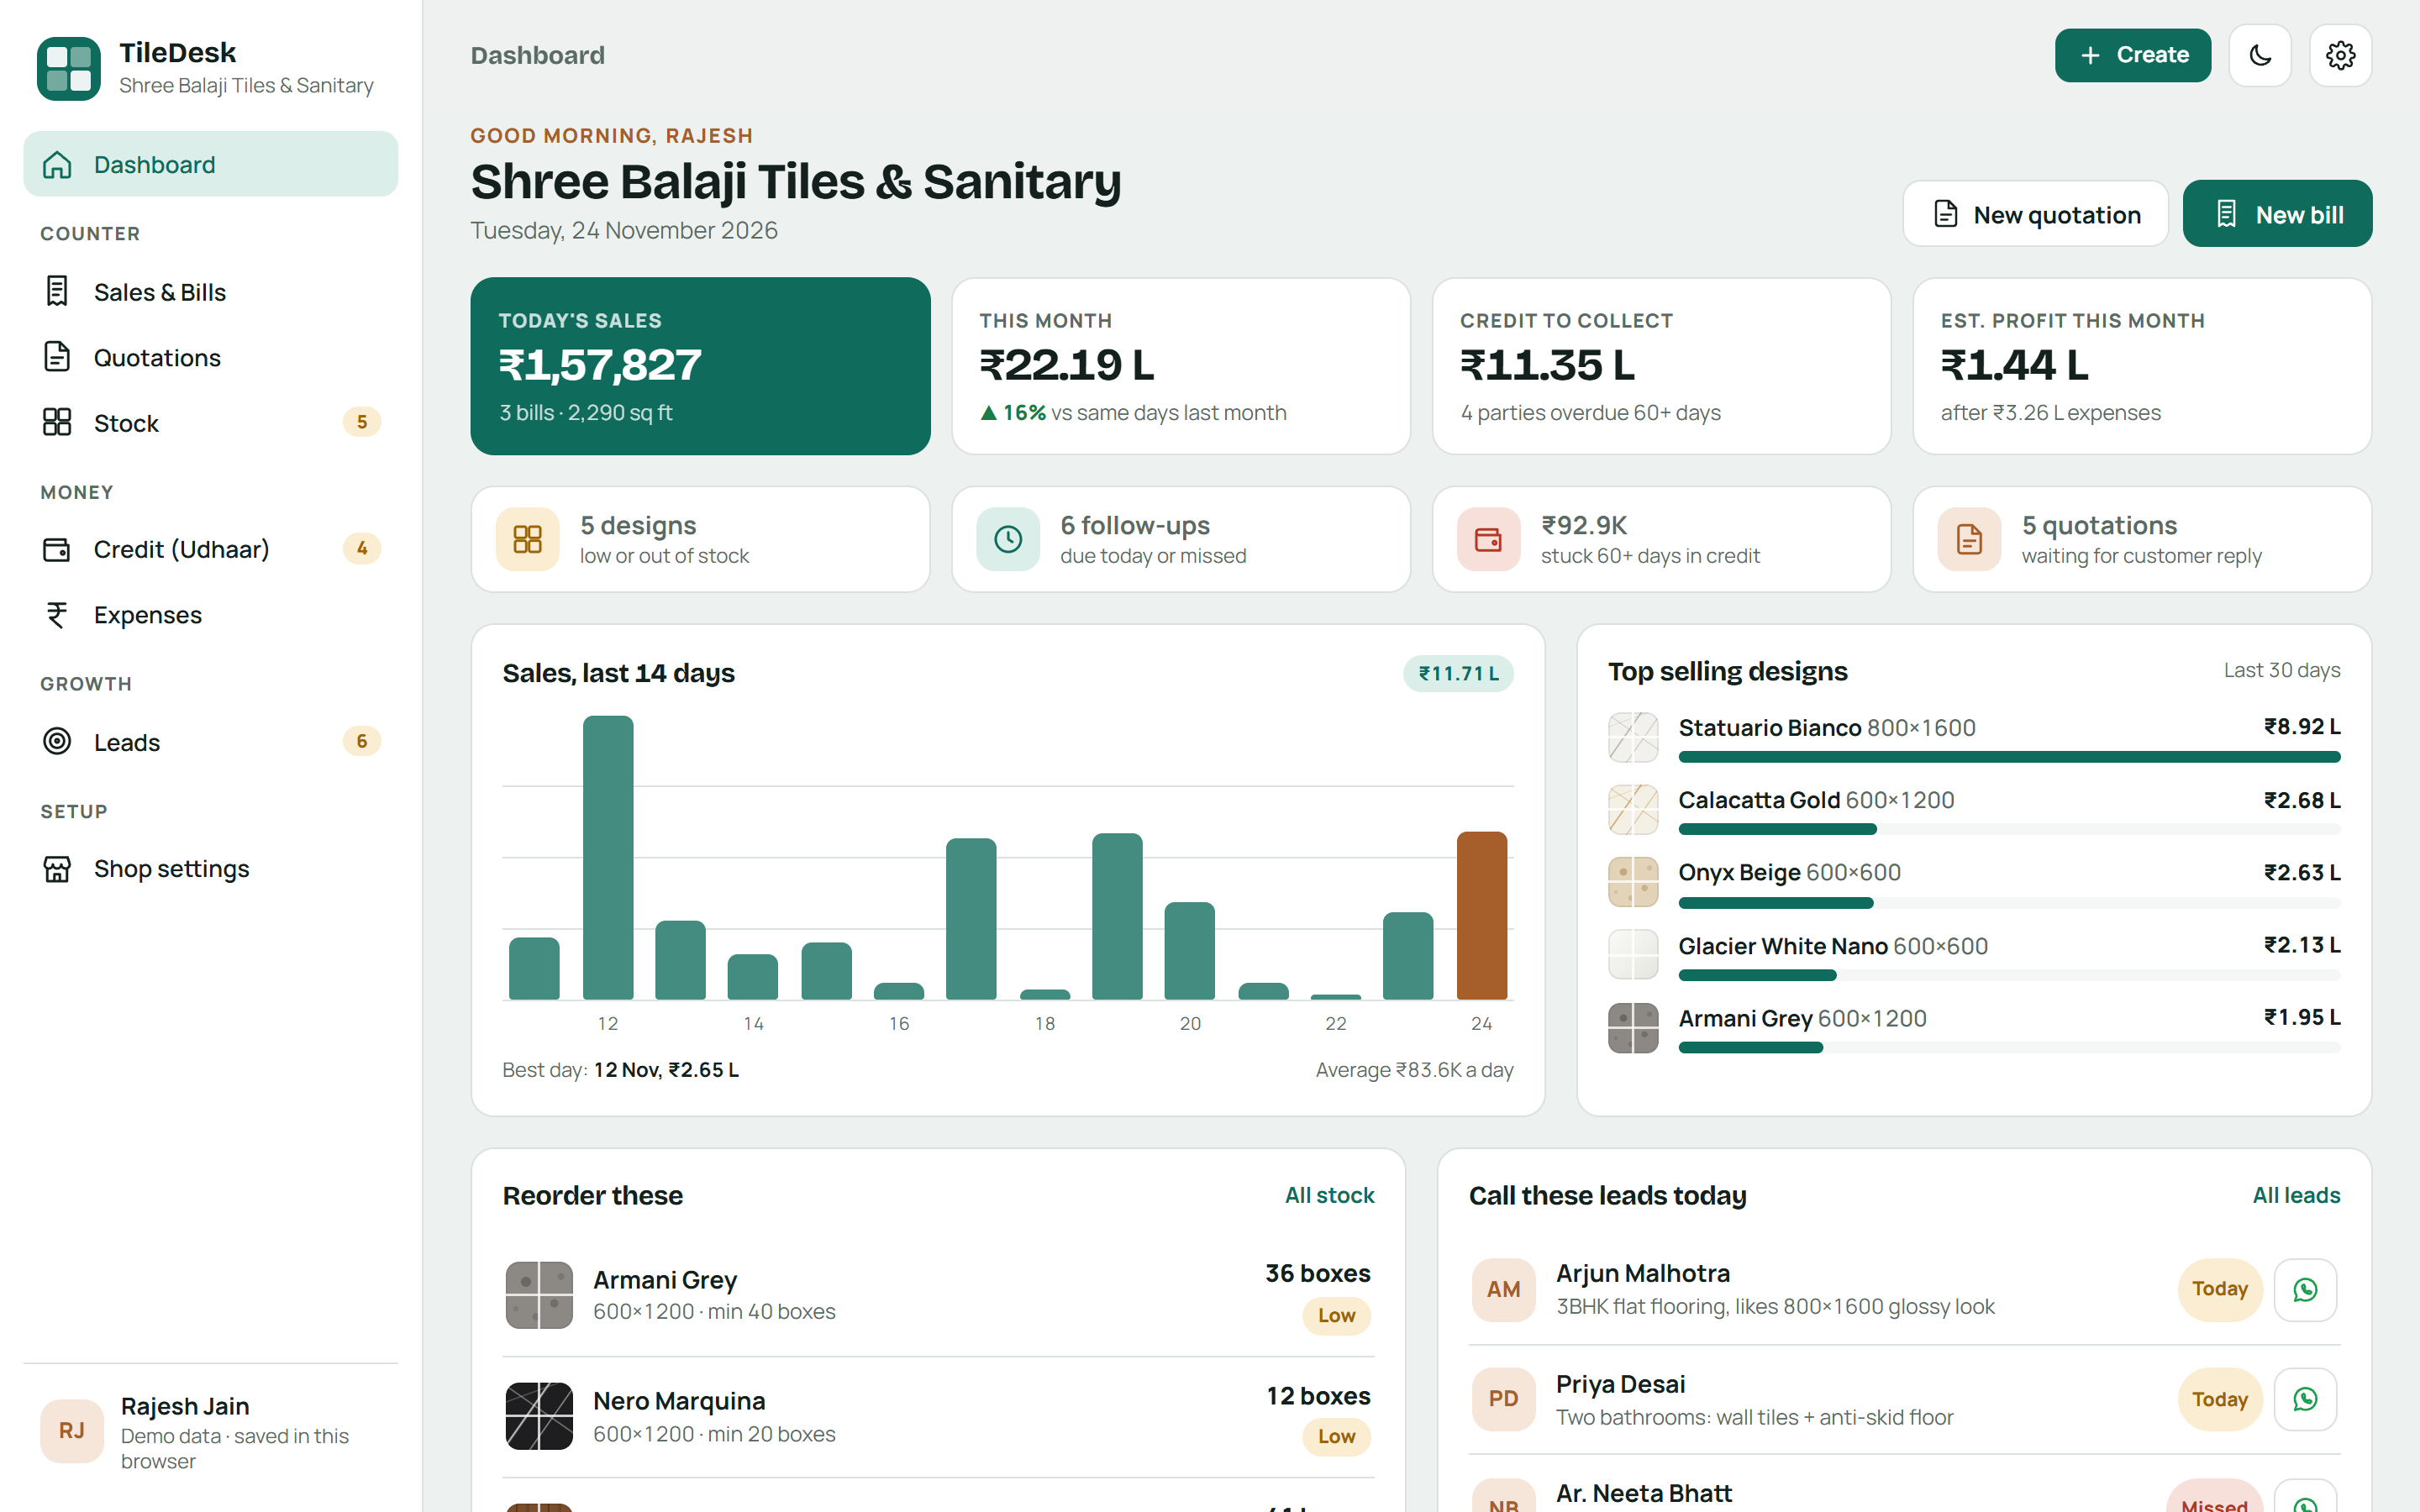 TileDesk
Shree Balaji Tiles & Sanitary
Dashboard
COUNTER
Sales & Bills
Quotations
Stock
5
MONEY
Credit (Udhaar)
4
Expenses
GROWTH
Leads
6
SETUP
Shop settings
RJ
Rajesh Jain
Demo data · saved in this
browser
Dashboard
Create
GOOD MORNING, RAJESH
Shree Balaji Tiles & Sanitary
Tuesday, 24 November 2026
New quotation
New bill
TODAY'S SALES
₹1,57,827
3 bills · 2,290 sq ft
THIS MONTH
₹22.19 L
▲ 16% vs same days last month
CREDIT TO COLLECT
₹11.35 L
4 parties overdue 60+ days
EST. PROFIT THIS MONTH
₹1.44 L
after ₹3.26 L expenses
5 designs
low or out of stock
6 follow-ups
due today or missed
₹92.9K
stuck 60+ days in credit
5 quotations
waiting for customer reply
Sales, last 14 days
₹11.71 L
12 14 16 18 20 22 24
Best day: 12 Nov, ₹2.65 L
Average ₹83.6K a day
Top selling designs
Last 30 days
Statuario Bianco 800×1600
₹8.92 L
Calacatta Gold 600×1200
₹2.68 L
Onyx Beige 600×600
₹2.63 L
Glacier White Nano 600×600
₹2.13 L
Armani Grey 600×1200
₹1.95 L
Reorder these
All stock
Armani Grey
600×1200 · min 40 boxes
36 boxes
Low
Nero Marquina
600×1200 · min 20 boxes
12 boxes
Low
Call these leads today
All leads
AM
Arjun Malhotra
3BHK flat flooring, likes 800×1600 glossy look
Today
PD
Priya Desai
Two bathrooms: wall tiles + anti-skid floor
Today
NB
Ar. Neeta Bhatt
Missed